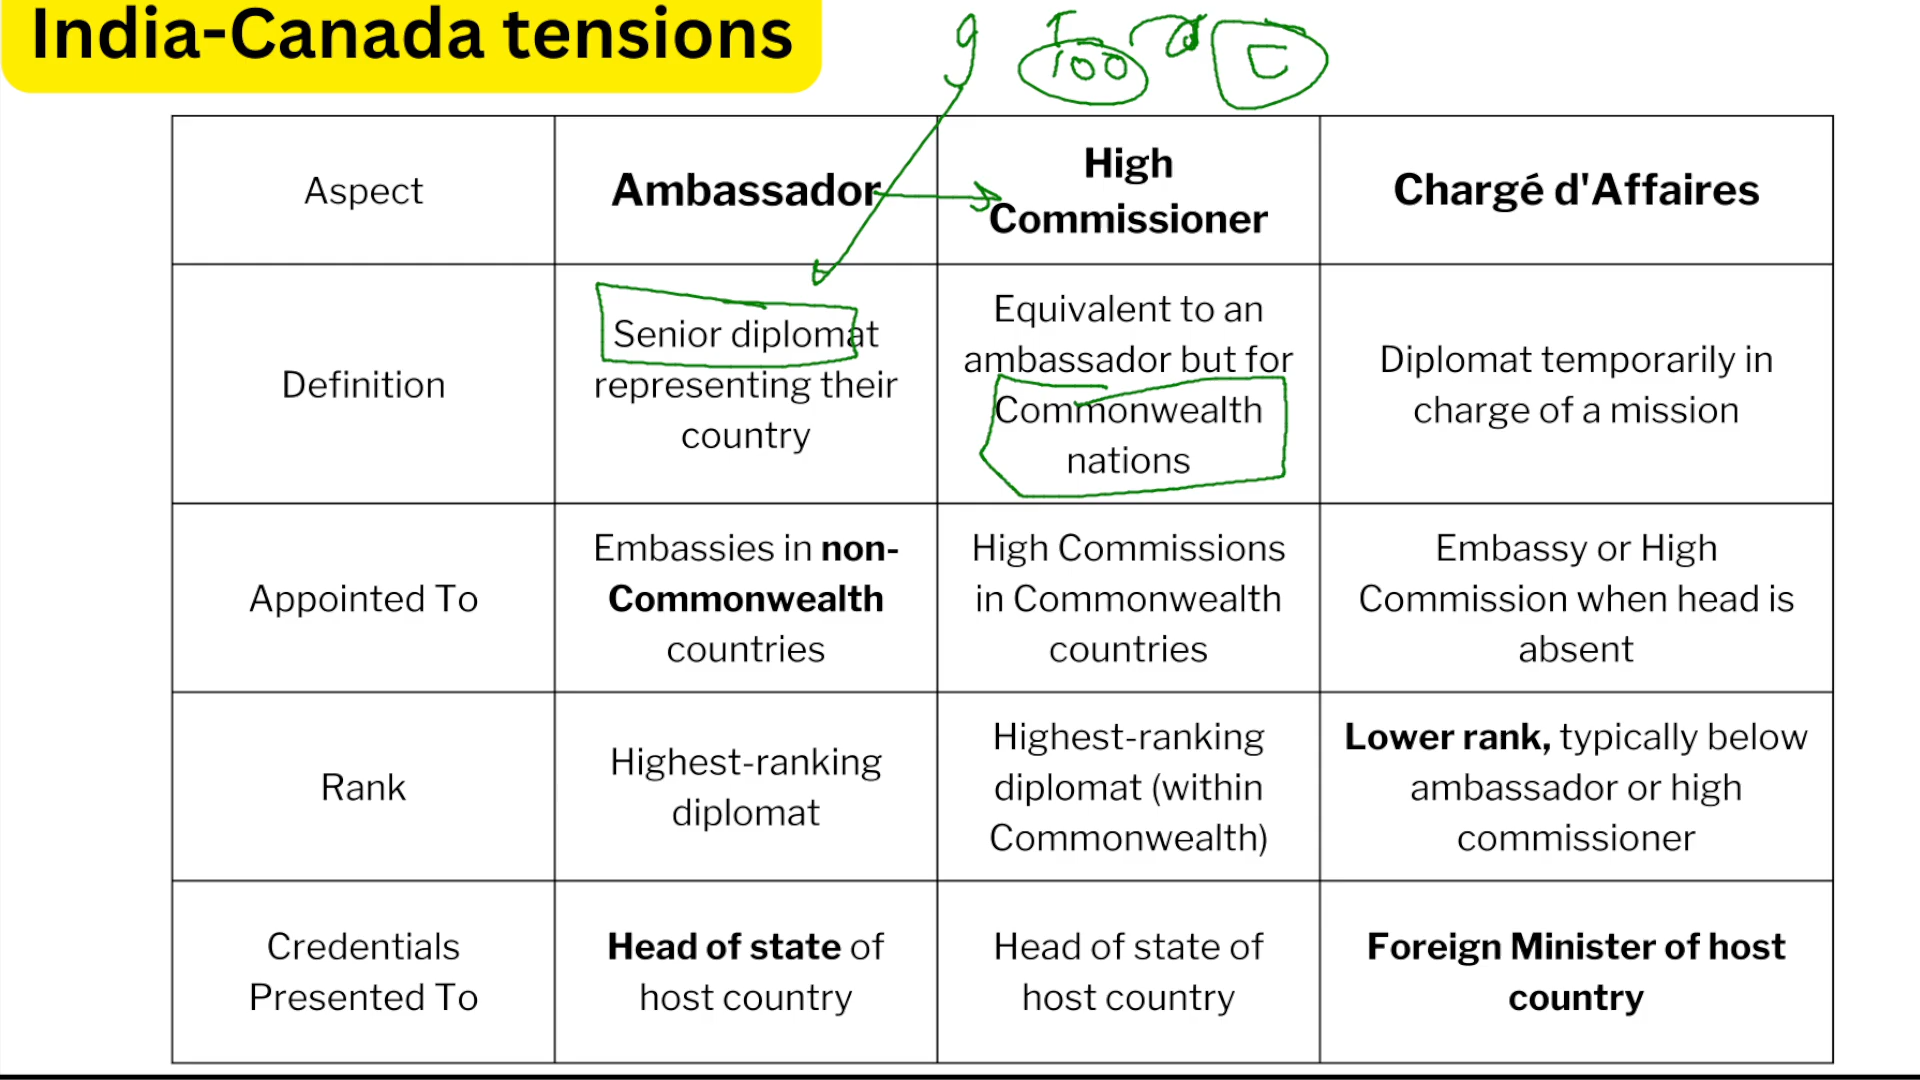 India-Canada tensions
g I 100 C
Aspect
Ambassador
High
Commissioner
Chargé d'Affaires
Definition
Senior diplomat
representing their
country
Equivalent to an
ambassador but for
Commonwealth
nations
Diplomat temporarily in
charge of a mission
Appointed To
Embassies in non-
Commonwealth
countries
High Commissions
in Commonwealth
countries
Embassy or High
Commission when head is
absent
Rank
Highest-ranking
diplomat
Highest-ranking
diplomat (within
Commonwealth)
Lower rank, typically below
ambassador or high
commissioner
Credentials
Presented To
Head of state of
host country
Head of state of
host country
Foreign Minister of host
country